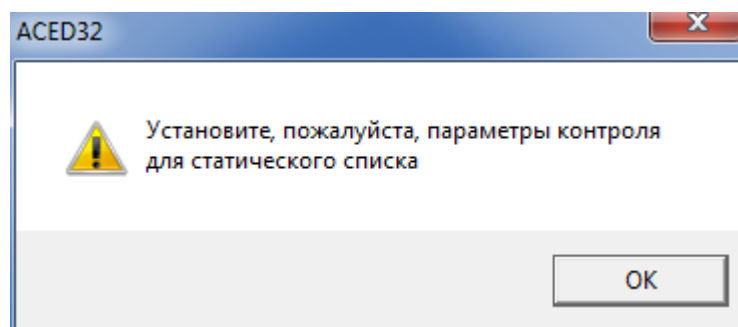 ACED32
Установите, пожалуйста, параметры контроля
для статического списка
OK